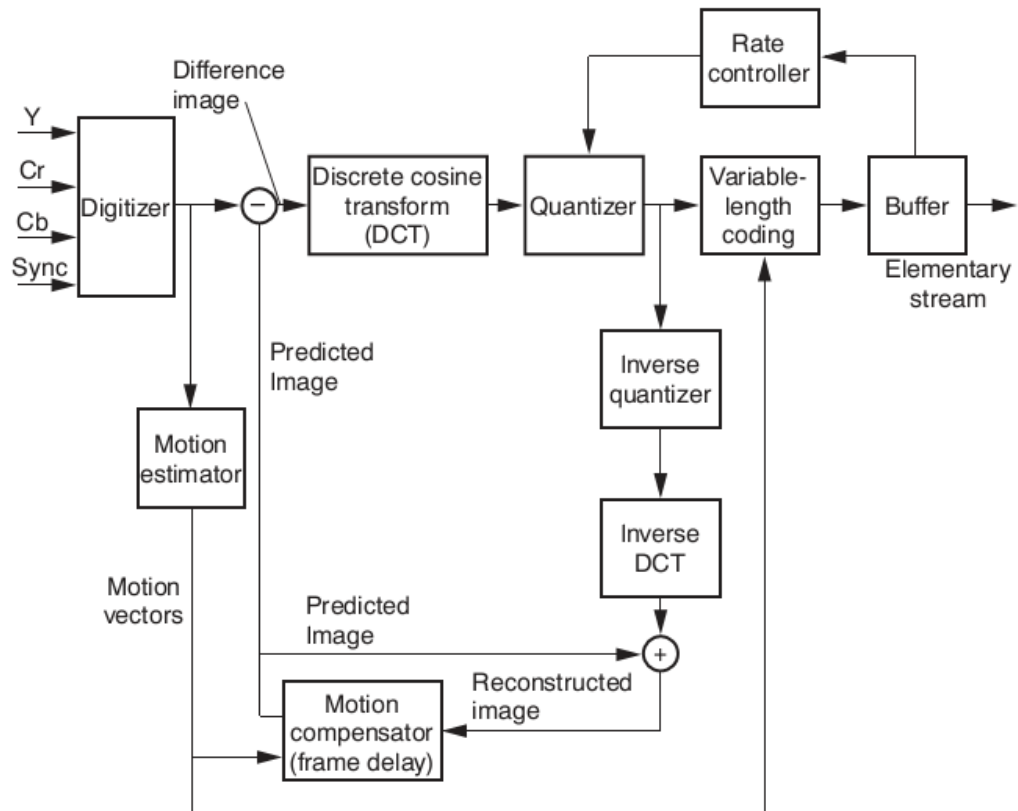 Rate
controller
Difference
image
Y
Cr
Cb
Sync
Digitizer
−
Discrete cosine
transform
(DCT)
Quantizer
Variable-
length
coding
Buffer
Elementary
stream
Predicted
Image
Inverse
quantizer
Motion
estimator
Inverse
DCT
Motion
vectors
Predicted
Image
+
Reconstructed
image
Motion
compensator
(frame delay)